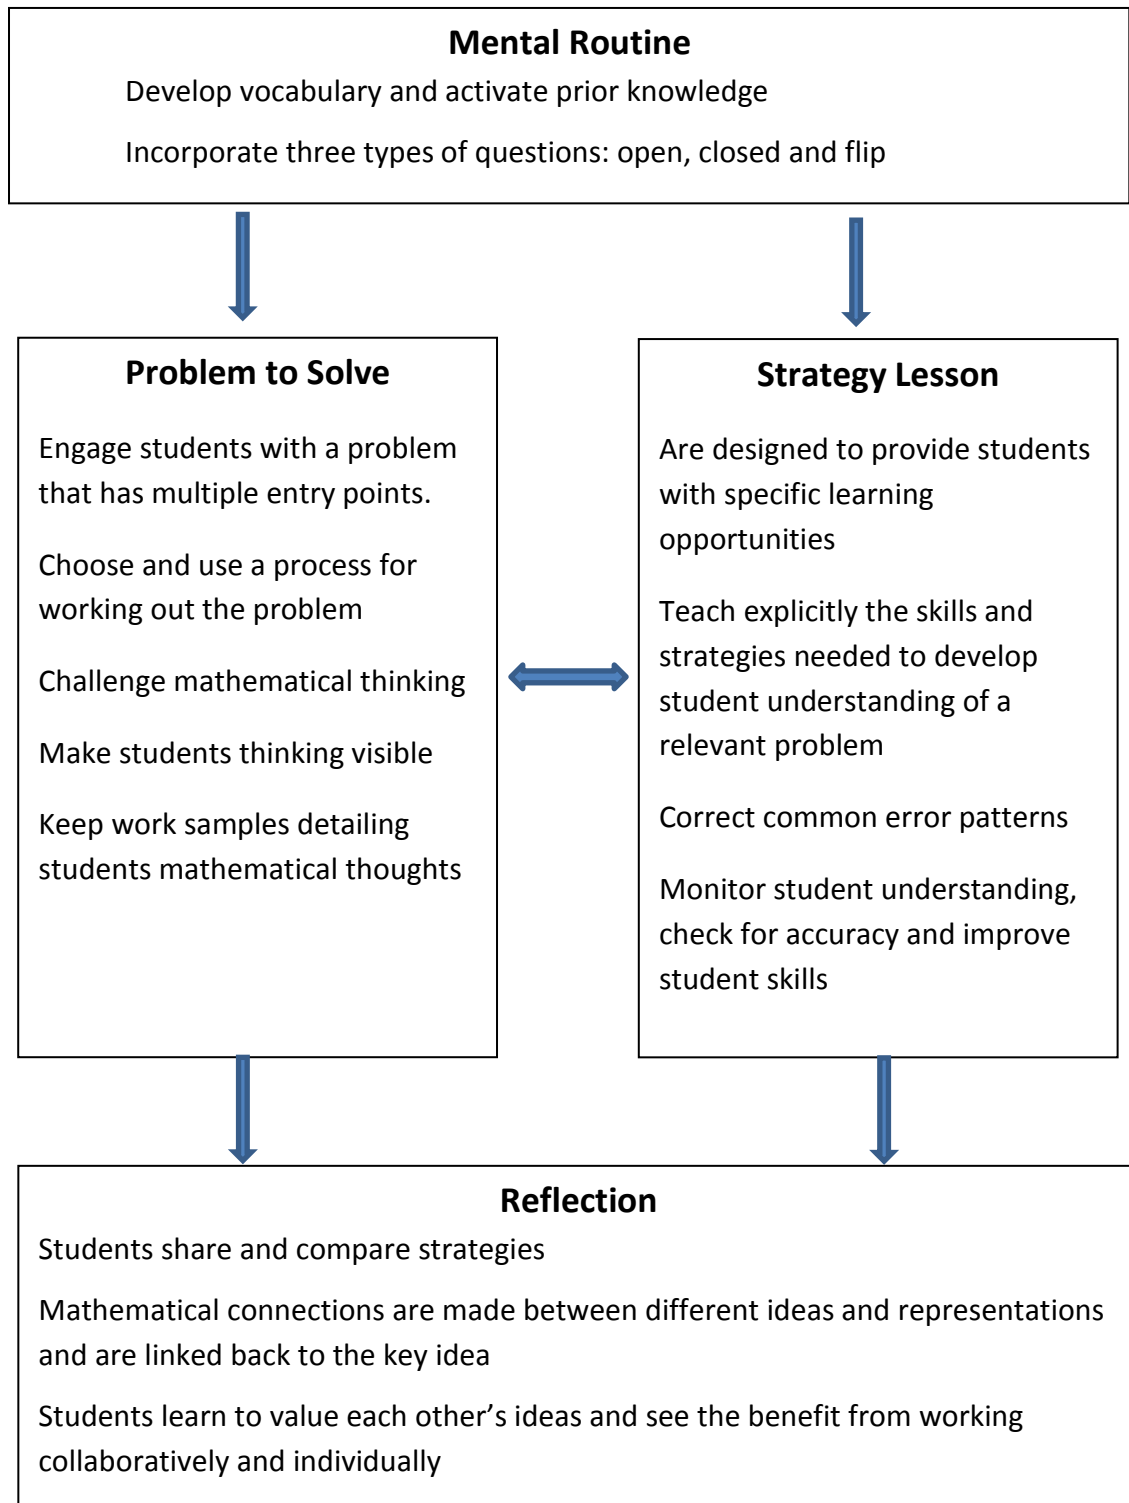 Mental Routine
Develop vocabulary and activate prior knowledge
Incorporate three types of questions: open, closed and flip
Problem to Solve
Engage students with a problem
that has multiple entry points.
Choose and use a process for
working out the problem
Challenge mathematical thinking
Make students thinking visible
Keep work samples detailing
students mathematical thoughts
Strategy Lesson
Are designed to provide students
with specific learning
opportunities
Teach explicitly the skills and
strategies needed to develop
student understanding of a
relevant problem
Correct common error patterns
Monitor student understanding,
check for accuracy and improve
student skills
Reflection
Students share and compare strategies
Mathematical connections are made between different ideas and representations
and are linked back to the key idea
Students learn to value each other’s ideas and see the benefit from working
collaboratively and individually